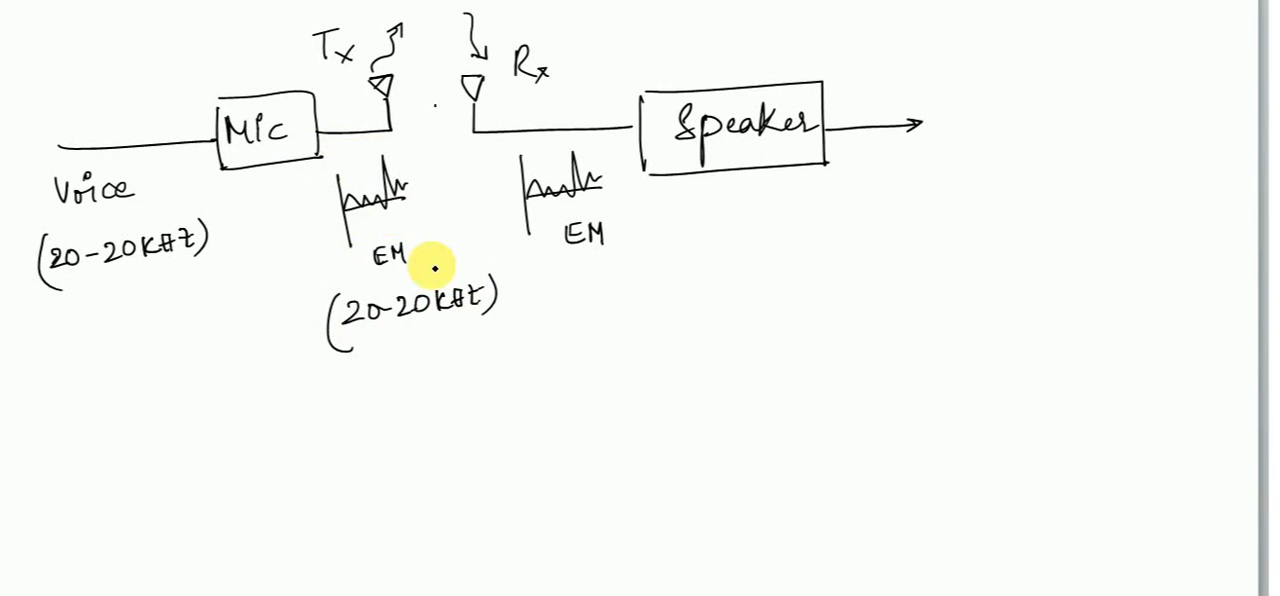 Tx
Rx
Mic
Speaker
Voice
(20-20KHz)
EM
(20-20KHz)
EM